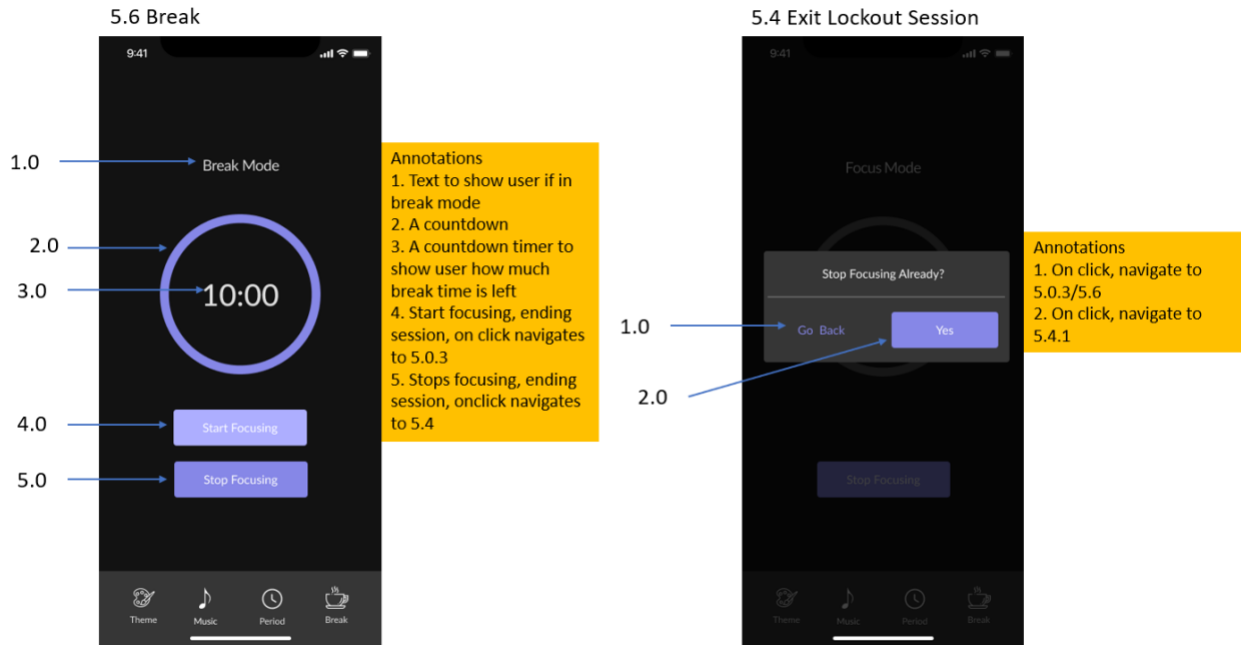 5.6 Break
9:41
1.0
Break Mode
2.0
3.0
10:00
4.0
Start Focusing
5.0
Stop Focusing
Theme
Music
Period
Break
Annotations
1. Text to show user if in
break mode
2. A countdown
3. A countdown timer to
show user how much
break time is left
4. Start focusing, ending
session, on click navigates
to 5.0.3
5. Stops focusing, ending
session, onclick navigates
to 5.4
5.4 Exit Lockout Session
9:41
Focus Mode
Stop Focusing Already?
1.0
Go Back
Yes
2.0
Stop Focusing
Theme
Music
Period
Break
Annotations
1. On click, navigate to
5.0.3/5.6
2. On click, navigate to
5.4.1